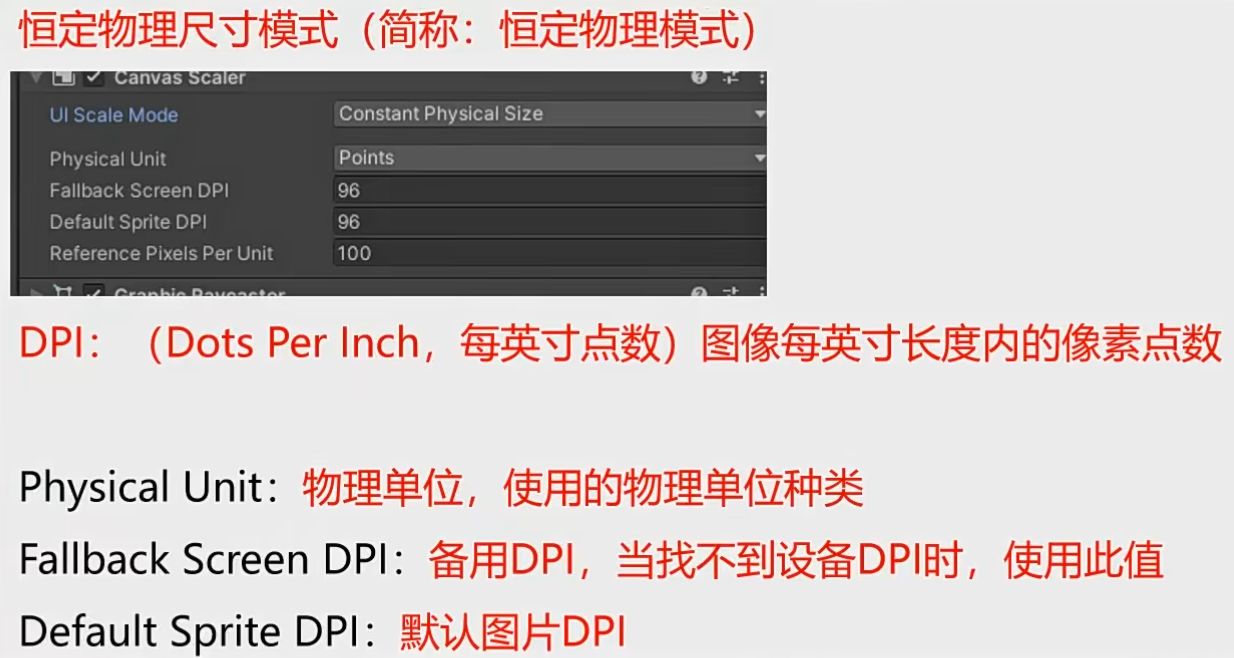 恒定物理尺寸模式（简称：恒定物理模式）
Canvas Scaler
UI Scale Mode Constant Physical Size
Physical Unit Points
Fallback Screen DPI 96
Default Sprite DPI 96
Reference Pixels Per Unit 100
Graphic Raycaster
DPI：（Dots Per Inch，每英寸点数）图像每英寸长度内的像素点数
Physical Unit：物理单位，使用的物理单位种类
Fallback Screen DPI：备用DPI，当找不到设备DPI时，使用此值
Default Sprite DPI：默认图片DPI